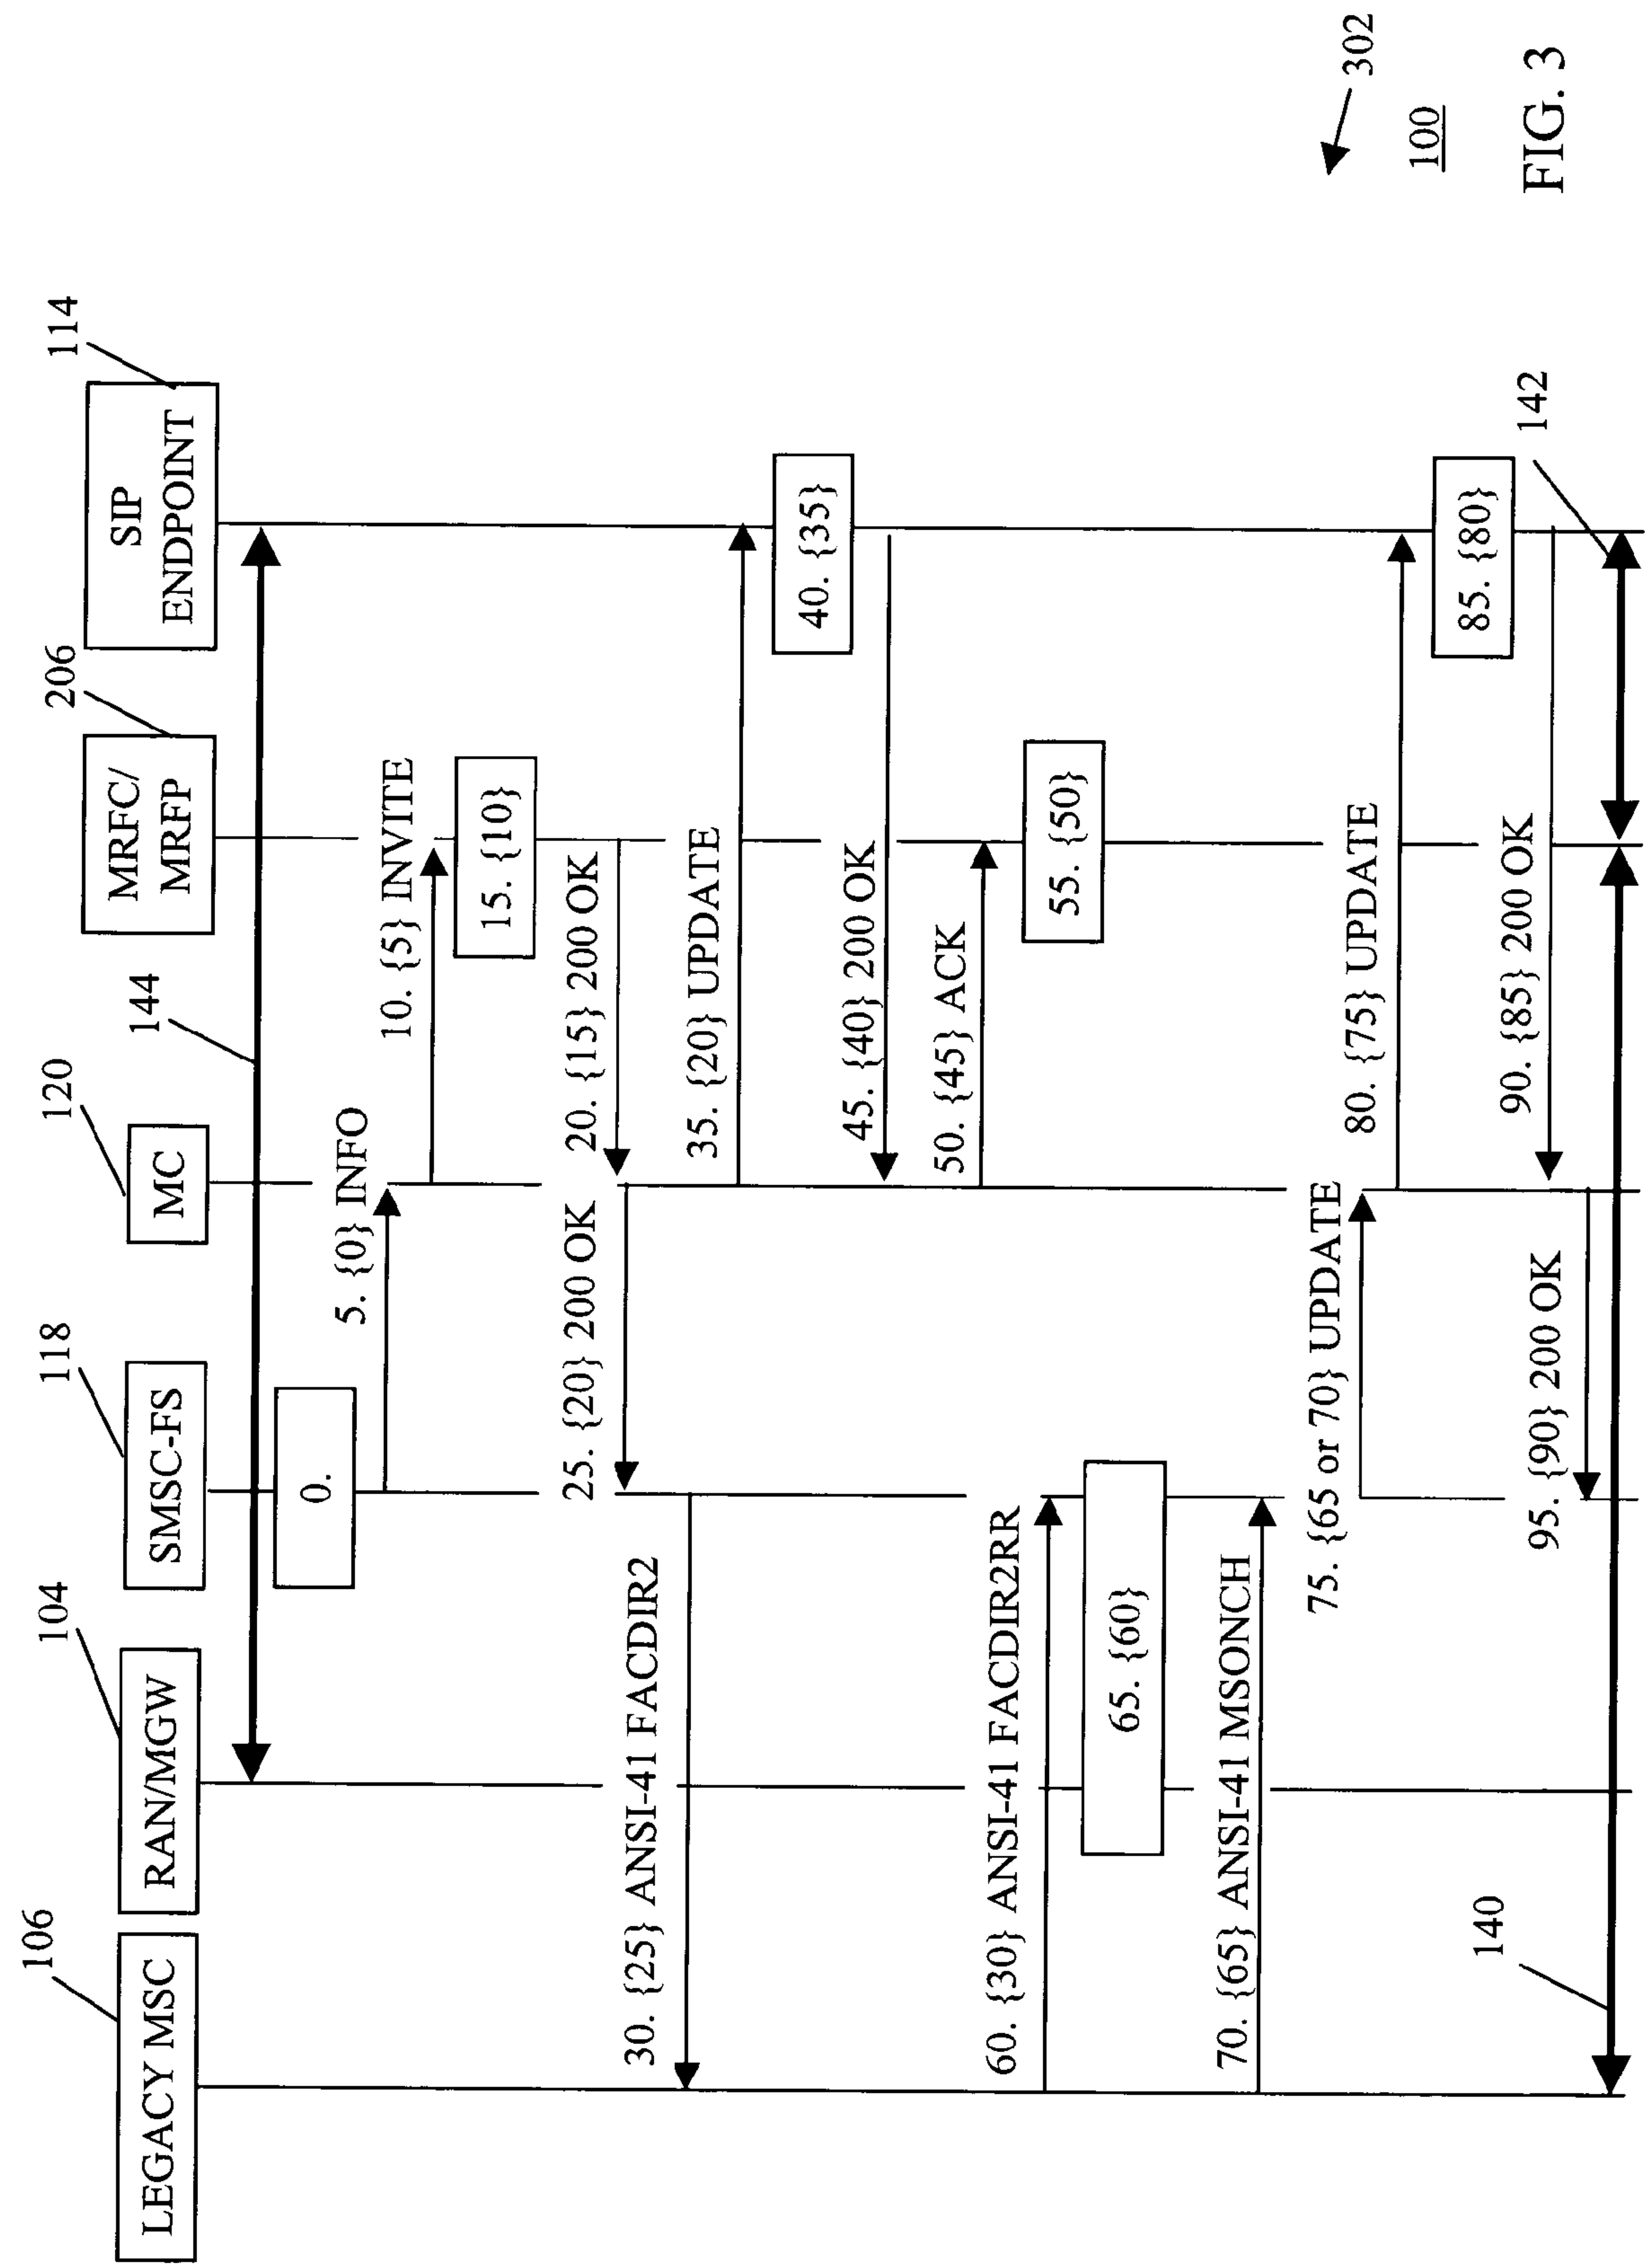 106
104
118
120
144
206
114
LEGACY MSC
RAN/MGW
SMSC-FS
MC
MRFC/
MRFP
SIP
ENDPOINT
0.
5. {0} INFO
10. {5} INVITE
15. {10}
20. {15} 200 OK
25. {20} 200 OK
30. {25} ANSI-41 FACDIR2
35. {20} UPDATE
40. {35}
45. {40} 200 OK
50. {45} ACK
55. {50}
60. {30} ANSI-41 FACDIR2RR
65. {60}
70. {65} ANSI-41 MSONCH
75. {65 or 70} UPDATE
80. {75} UPDATE
85. {80}
90. {85} 200 OK
95. {90} 200 OK
140
142
302
100
FIG. 3